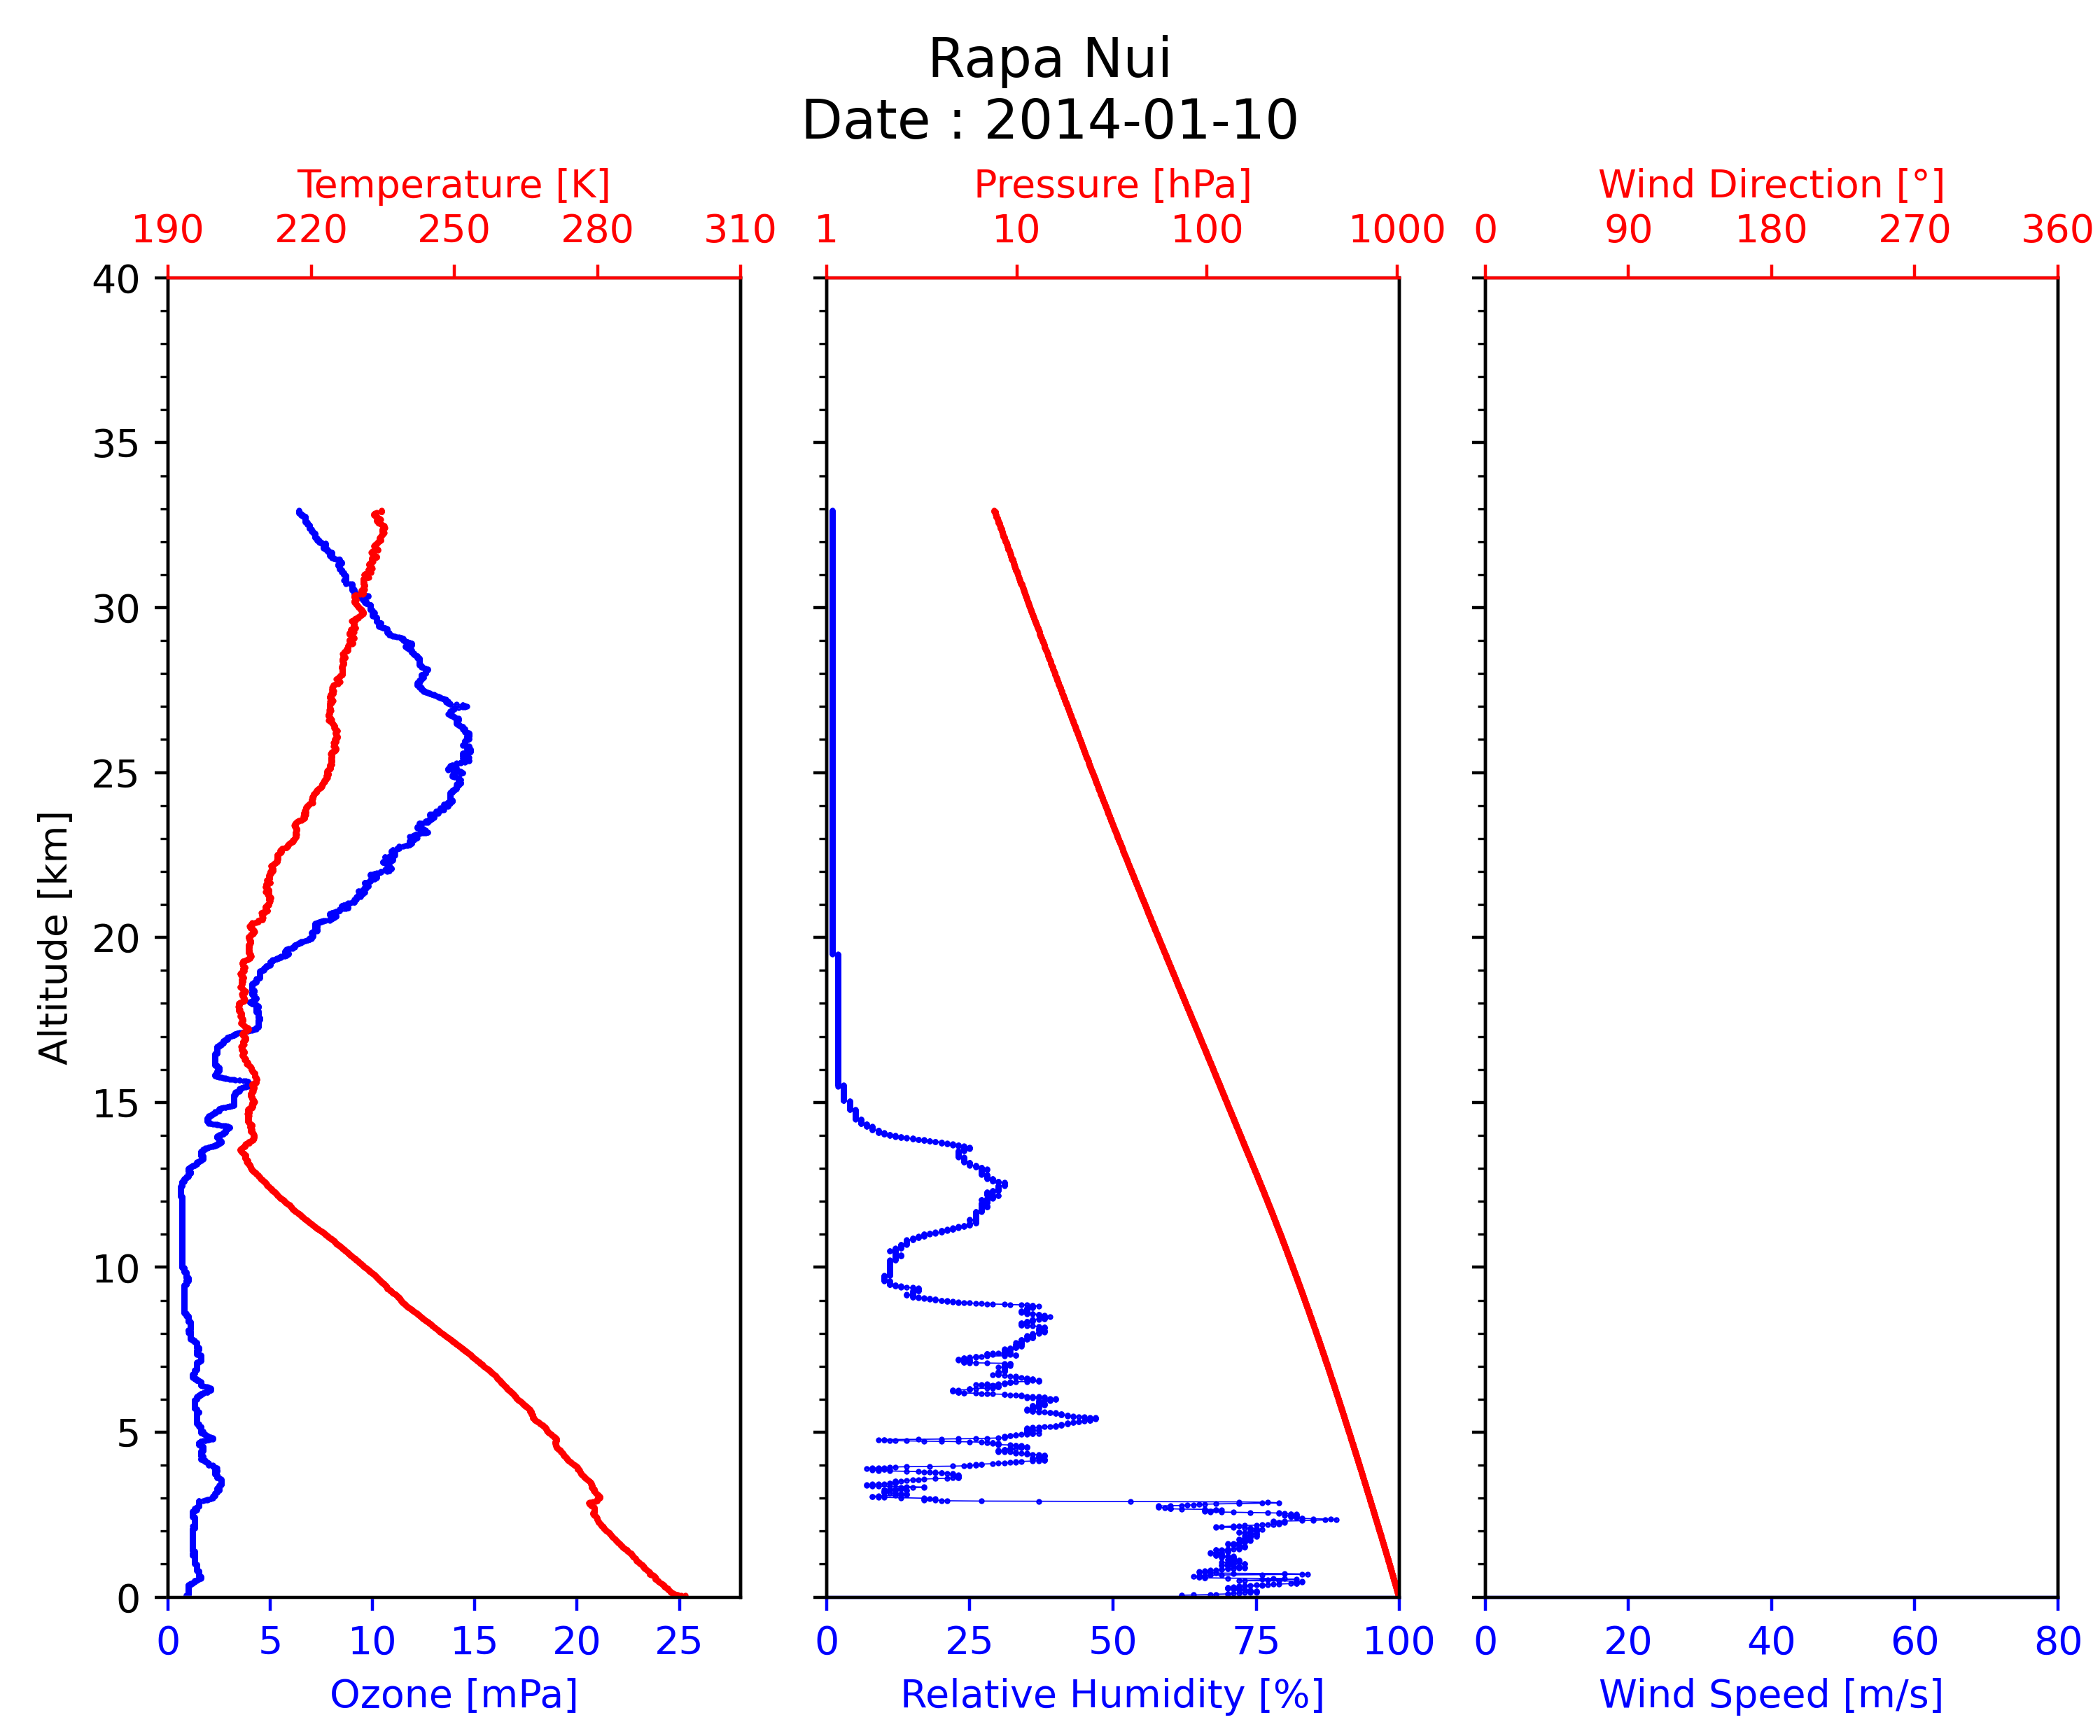 Rapa Nui
Date : 2014-01-10
Temperature [K]
190 220 250 280 310
Pressure [hPa]
1 10 100 1000
Wind Direction [°]
0 90 180 270 360
Altitude [km]
40
35
30
25
20
15
10
5
0
0 5 10 15 20 25
Ozone [mPa]
0 25 50 75 100
Relative Humidity [%]
0 20 40 60 80
Wind Speed [m/s]